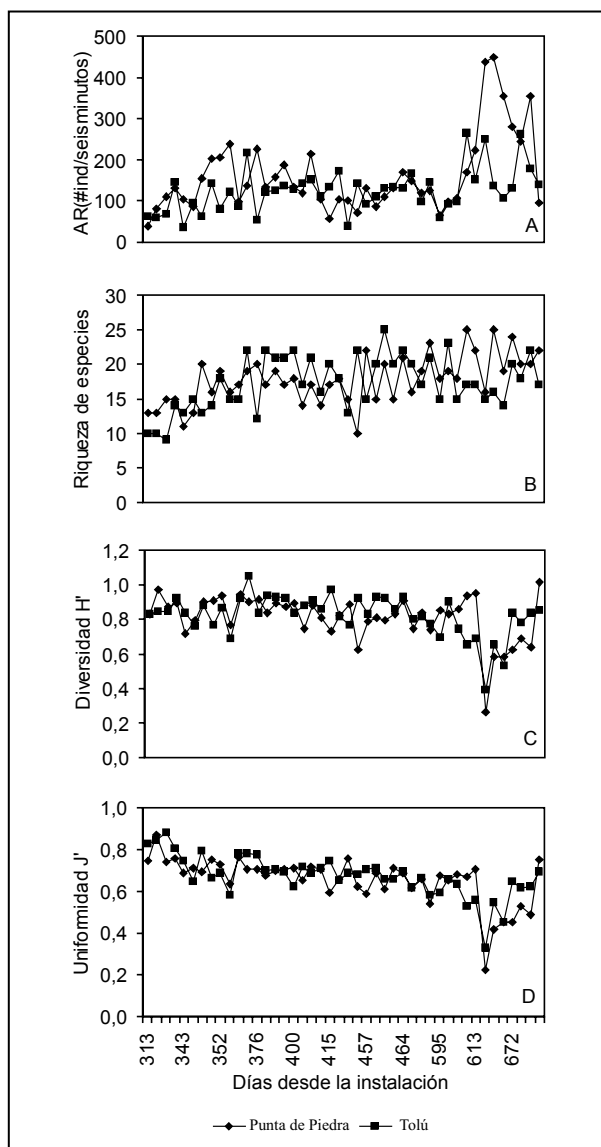 AR(#ind/seisminutos)
500
400
300
200
100
0
A
Riqueza de especies
30
25
20
15
10
5
0
B
Diversidad H'
1,2
1,0
0,8
0,6
0,4
0,2
0,0
C
Uniformidad J'
1,0
0,8
0,6
0,4
0,2
0,0
D
313 343 352 376 400 415 457 464 595 613 672
Días desde la instalación
Punta de Piedra Tolú